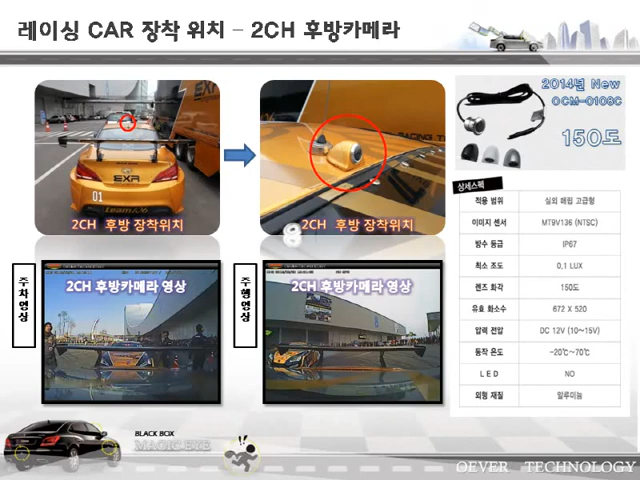 레이싱 CAR 장착 위치 – 2CH 후방카메라
EXR
01
team106
2CH 후방 장착위치
RACING
2CH 후방 장착위치
2014년 New
OCM-0108C
150도
상세스펙
적용 범위 실외 매립 고급형
이미지 센서 MT9V136 (NTSC)
방수 등급 IP67
최소 조도 0.1 LUX
렌즈 화각 150도
유효 화소수 672 X 520
입력 전압 DC 12V (10~15V)
동작 온도 -20℃~70℃
L E D NO
외형 재질 알루미늄
주차영상
2CH 후방카메라 영상
주행영상
2CH 후방카메라 영상
BLACK BOX
MAGIC EYE
OEVER TECHNOLOGY